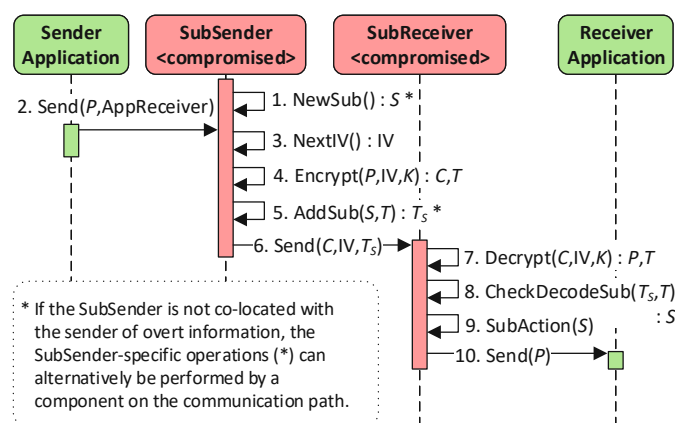 Sender Application
SubSender <compromised>
SubReceiver <compromised>
Receiver Application
1. NewSub() : S *
2. Send(P,AppReceiver)
3. NextIV() : IV
4. Encrypt(P,IV,K) : C,T
5. AddSub(S,T) : Tₛ *
6. Send(C,IV,Tₛ)
7. Decrypt(C,IV,K) : P,T
8. CheckDecodeSub(Tₛ,T)
: S
9. SubAction(S)
10. Send(P)
* If the SubSender is not co-located with
the sender of overt information, the
SubSender-specific operations (*) can
alternatively be performed by a
component on the communication path.